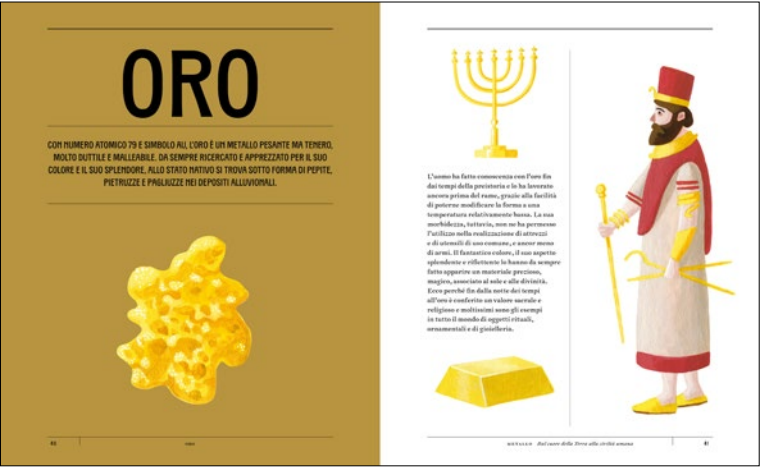 ORO
CON NUMERO ATOMICO 79 E SIMBOLO AU, L'ORO È UN METALLO PESANTE MA TENERO,
MOLTO DUTTILE E MALLEABILE. DA SEMPRE RICERCATO E APPREZZATO PER IL SUO
COLORE E IL SUO SPLENDORE, ALLO STATO NATIVO SI TROVA SOTTO FORMA DI PEPITE,
PIETRUZZE E PAGLIUZZE NEI DEPOSITI ALLUVIONALI.
40
ORO
L'uomo ha fatto conoscenza con l'oro fin
dai tempi della preistoria e lo ha lavorato
ancora prima del rame, grazie alla facilità
di poterne modificare la forma a una
temperatura relativamente bassa. La sua
morbidezza, tuttavia, non ne ha permesso
l'utilizzo nella realizzazione di attrezzi
e di utensili di uso comune, e ancor meno
di armi. Il fantastico colore, il suo aspetto
splendente e riflettente lo hanno da sempre
fatto apparire un materiale prezioso,
magico, associato al sole e alle divinità.
Ecco perché fin dalla notte dei tempi
all'oro è conferito un valore sacrale e
religioso e moltissimi sono gli esempi
in tutto il mondo di oggetti rituali,
ornamentali e di gioielleria.
METALLUM Dal cuore della Terra alla civiltà umana
41